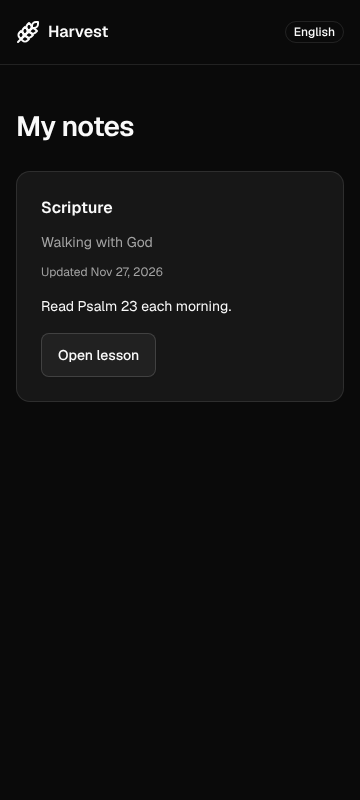 Harvest
English
My notes
Scripture
Walking with God
Updated Nov 27, 2026
Read Psalm 23 each morning.
Open lesson